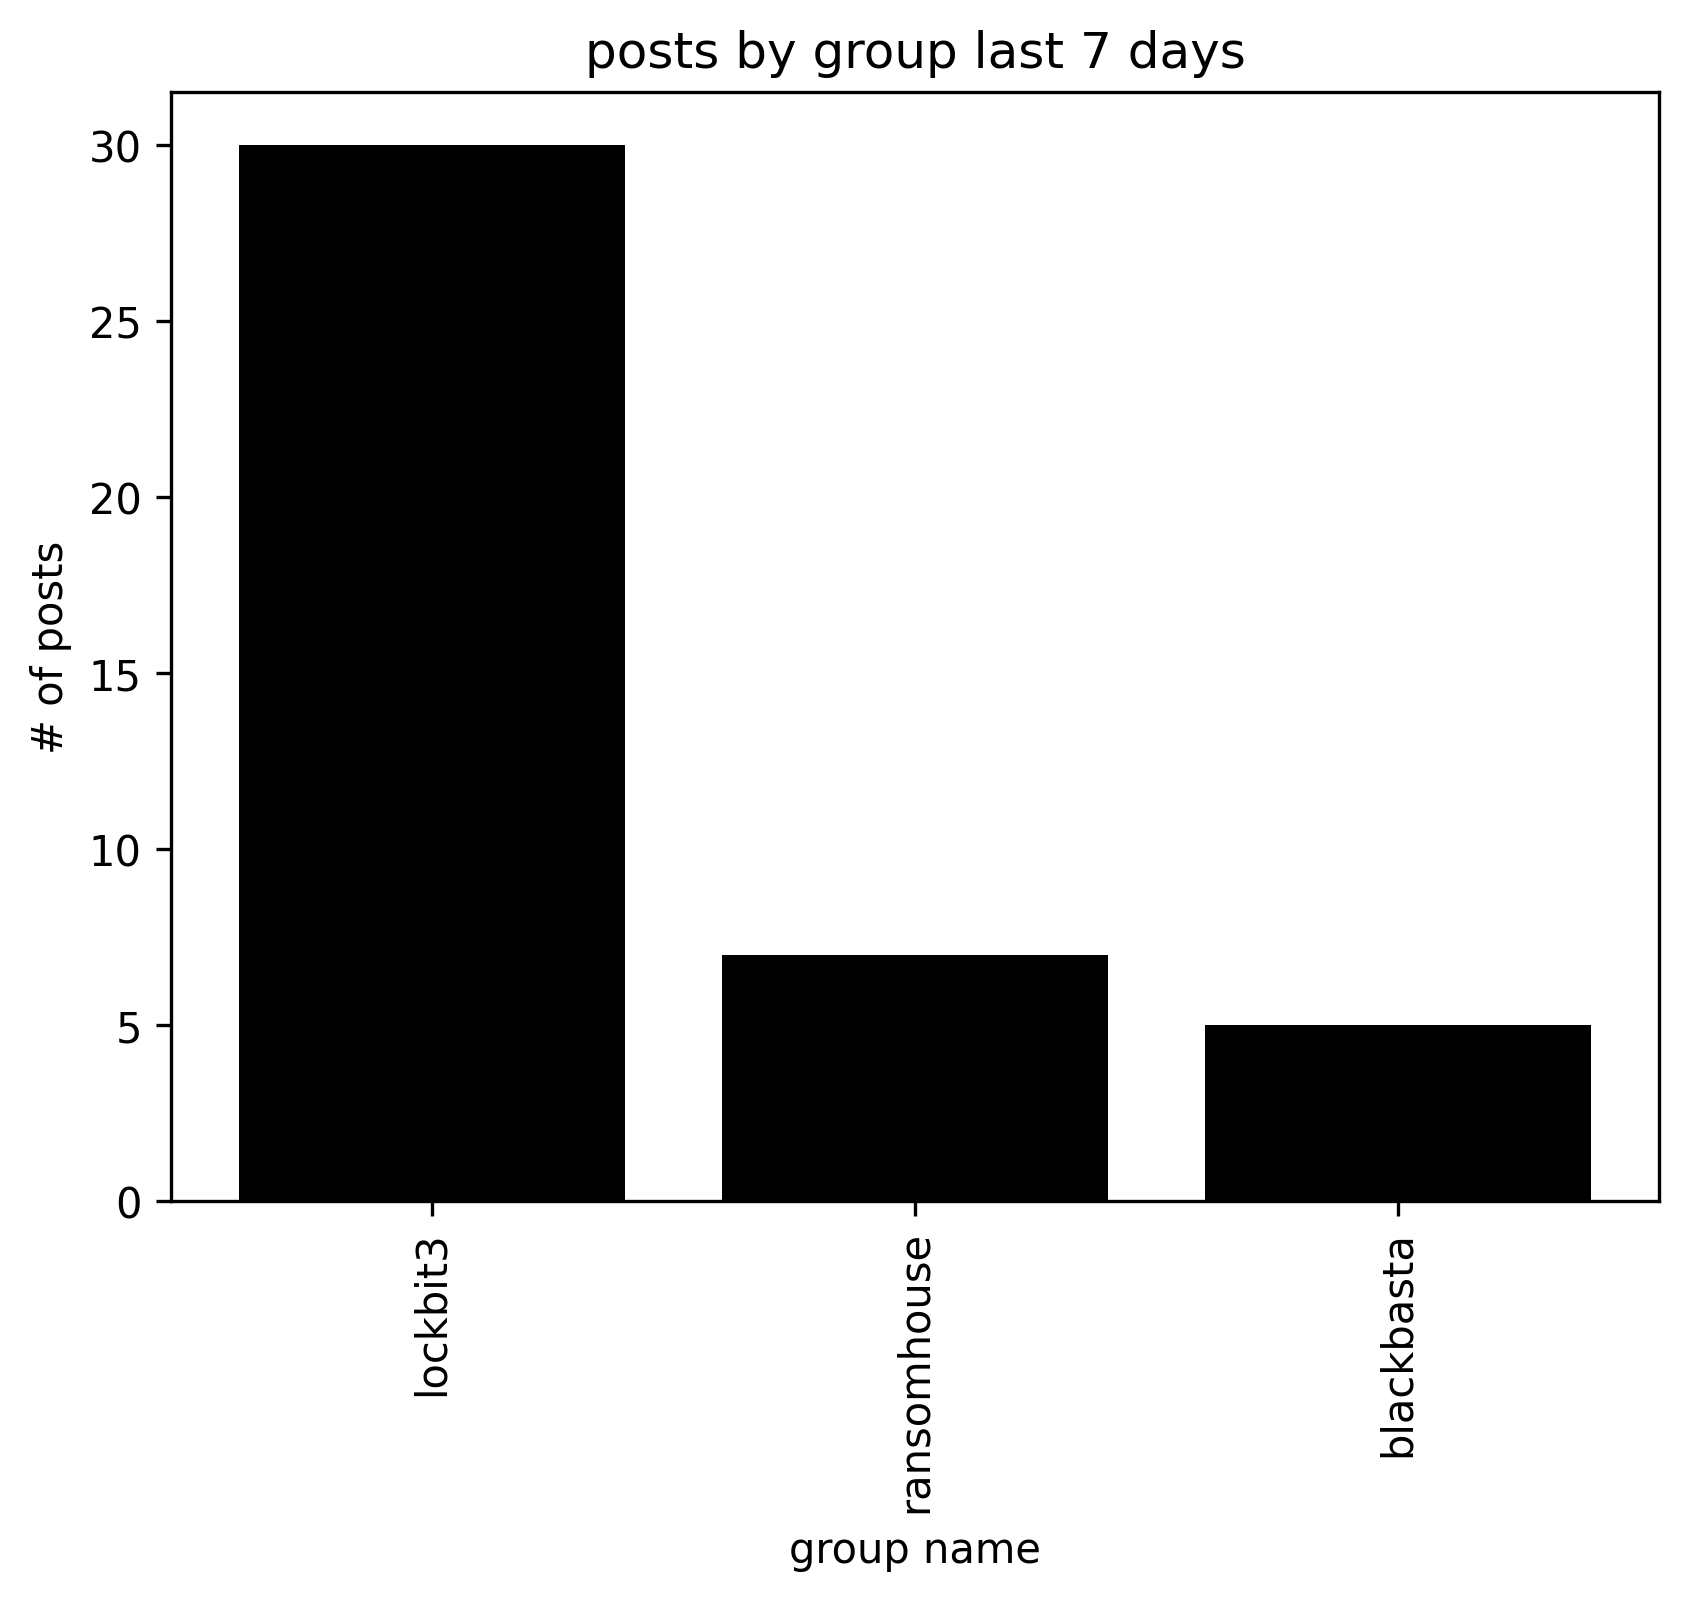 posts by group last 7 days
# of posts
30
25
20
15
10
5
0
lockbit3
ransomhouse
blackbasta
group name